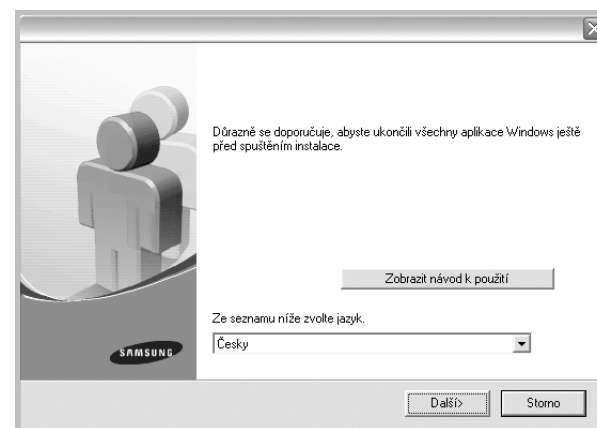 Důrazně se doporučuje, abyste ukončili všechny aplikace Windows ještě
před spuštěním instalace.
Zobrazit návod k použití
Ze seznamu níže zvolte jazyk.
Česky
SAMSUNG
Další>
Storno